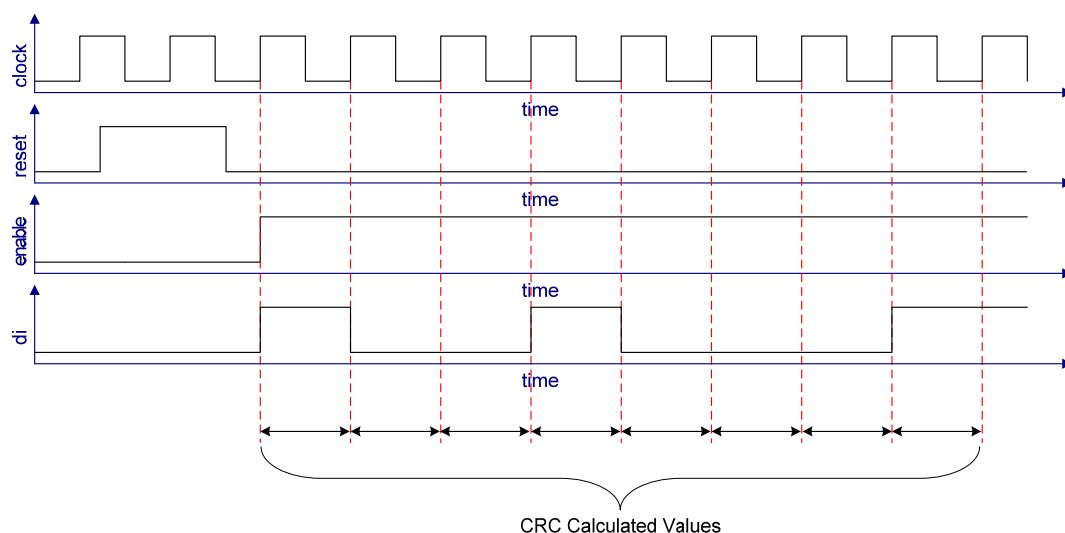 clock
time
reset
time
enable
time
di
time
CRC Calculated Values